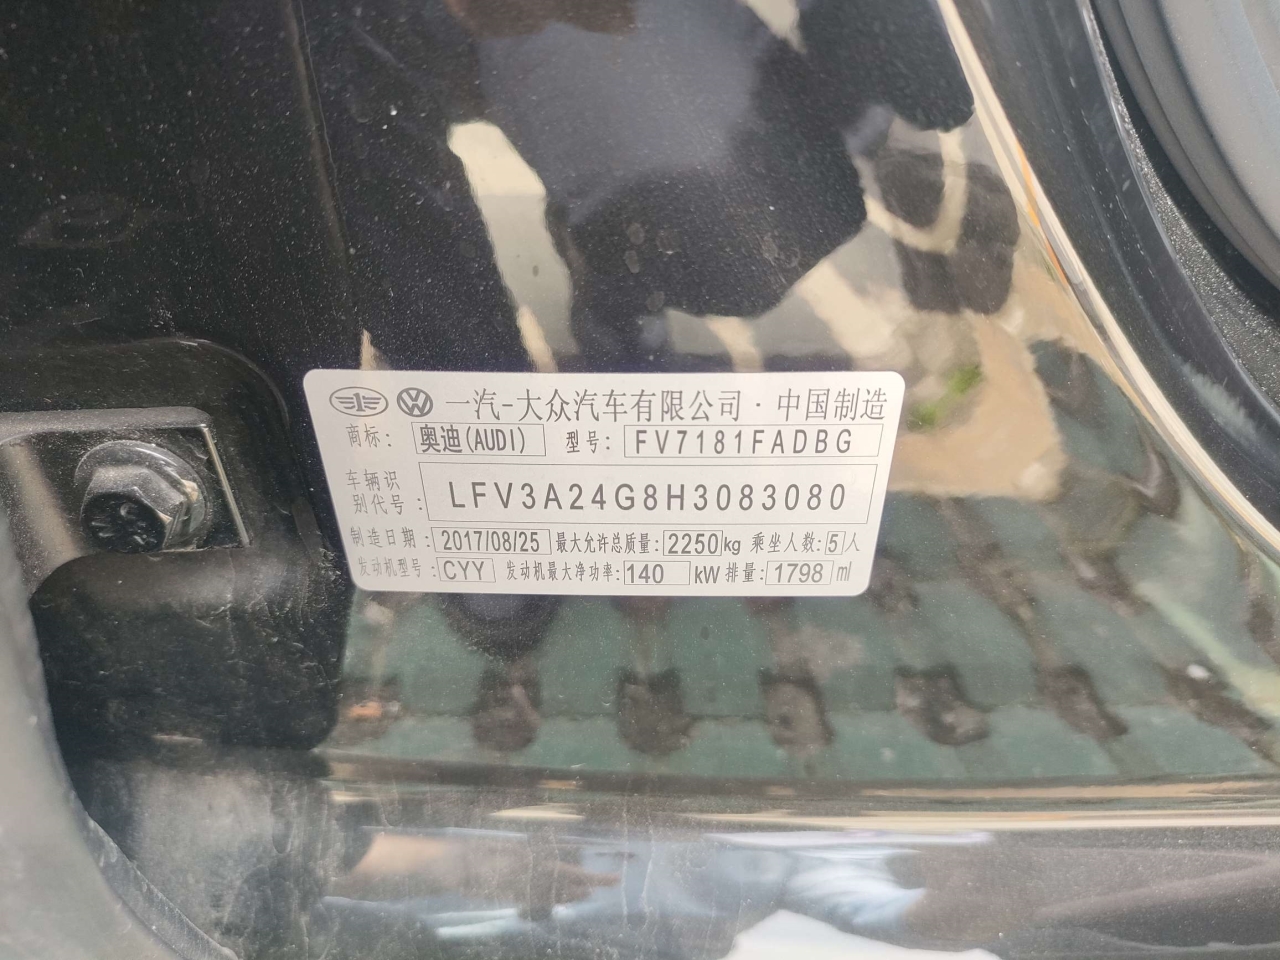 一汽-大众汽车有限公司·中国制造
商标: 奥迪(AUDI) 型号: FV7181FADBG
车辆识别代号: LFV3A24G8H3083080
制造日期: 2017/08/25 最大允许总质量: 2250kg 乘坐人数: 5人
发动机型号: CYY 发动机最大净功率: 140 kW 排量: 1798 ml